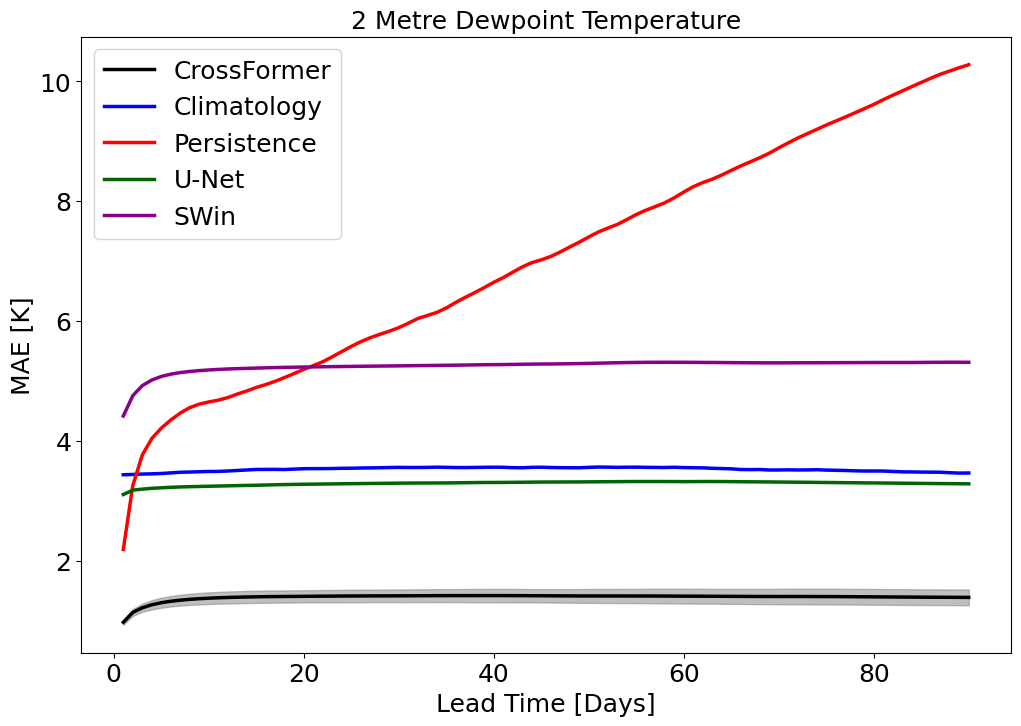 2 Metre Dewpoint Temperature
CrossFormer
Climatology
Persistence
U-Net
SWin
MAE [K]
10
8
6
4
2
0 20 40 60 80
Lead Time [Days]